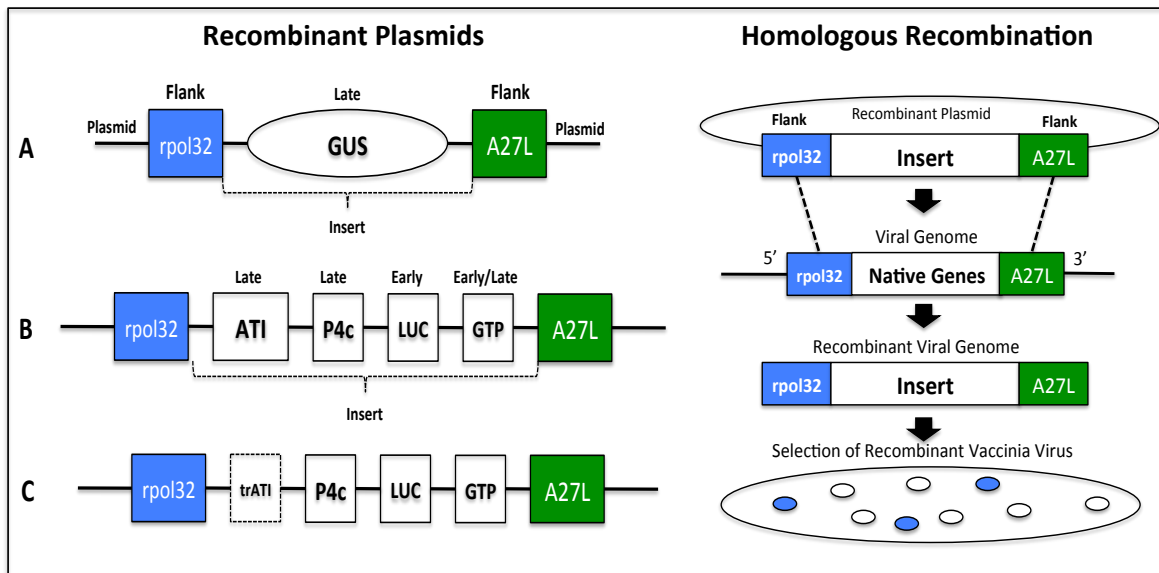 Recombinant Plasmids
Flank Late Flank
Plasmid Plasmid
A rpol32 GUS A27L
Insert
Late Late Early Early/Late
B rpol32 ATI P4c LUC GTP A27L
Insert
C rpol32 trATI P4c LUC GTP A27L
Homologous Recombination
Recombinant Plasmid
Flank Flank
rpol32 Insert A27L
Viral Genome
5’ 3’
rpol32 Native Genes A27L
Recombinant Viral Genome
rpol32 Insert A27L
Selection of Recombinant Vaccinia Virus